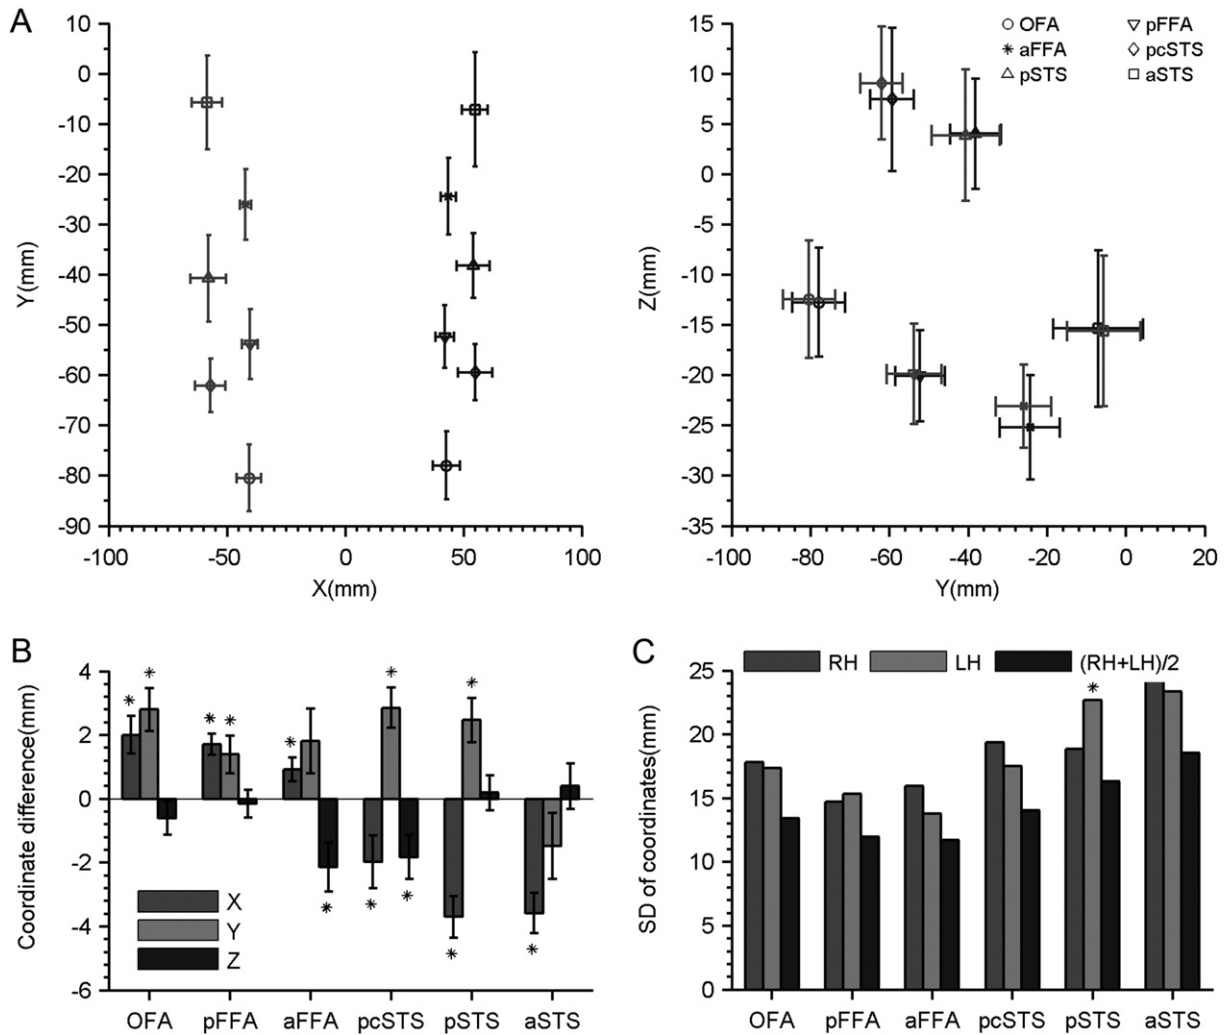 A
10
0
-10
-20
-30
-40
-50
-60
-70
-80
-90
Y(mm)
-100 -50 0 50 100
X(mm)
15
10
5
0
-5
-10
-15
-20
-25
-30
-35
Z(mm)
-100 -80 -60 -40 -20 0 20
Y(mm)
OFA pFFA
aFFA pcSTS
pSTS aSTS
B
4
2
0
-2
-4
-6
Coordinate difference(mm)
* * * * * * *
* * * * *
X
Y
Z
OFA pFFA aFFA pcSTS pSTS aSTS
C
RH LH (RH+LH)/2
25
20
15
10
5
0
SD of coordinates(mm)
*
OFA pFFA aFFA pcSTS pSTS aSTS